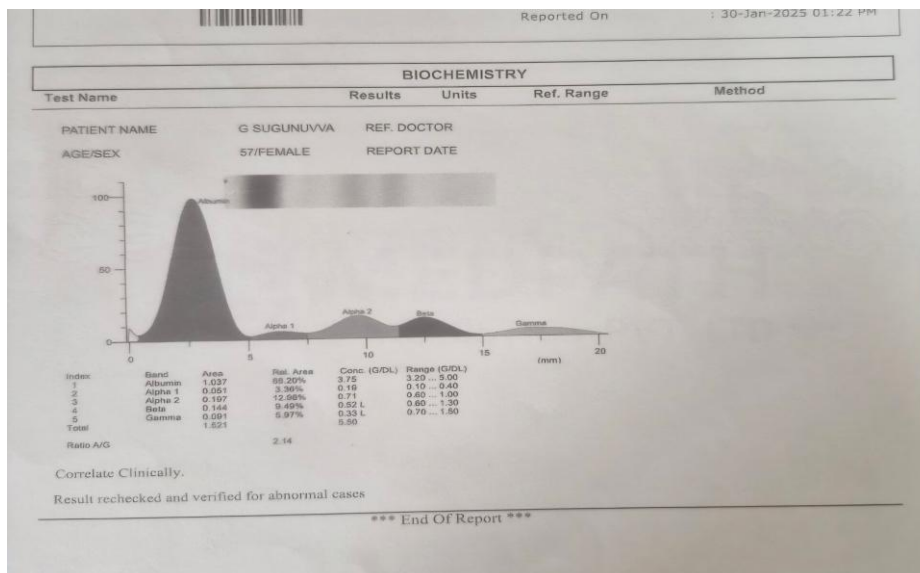 Reported On : 30-Jan-2025 01:22 PM
BIOCHEMISTRY
Test Name Results Units Ref. Range Method
PATIENT NAME G SUGUNUVVA REF. DOCTOR
AGE/SEX 57/FEMALE REPORT DATE
100
Albumin
50
Alpha 1
Alpha 2
Beta
Gamma
0
0 5 10 15 (mm) 20
Index Band Area Rel. Area Conc. (G/DL) Range (G/DL)
1 Albumin 1.037 68.20% 3.75 3.20 ... 5.00
2 Alpha 1 0.051 3.36% 0.18 0.10 ... 0.40
3 Alpha 2 0.197 12.98% 0.71 0.60 ... 1.00
4 Beta 0.144 9.49% 0.52 L 0.60 ... 1.30
5 Gamma 0.091 5.97% 0.33 L 0.70 ... 1.50
Total 1.521 5.50
Ratio A/G 2.14
Correlate Clinically.
Result rechecked and verified for abnormal cases
*** End Of Report ***